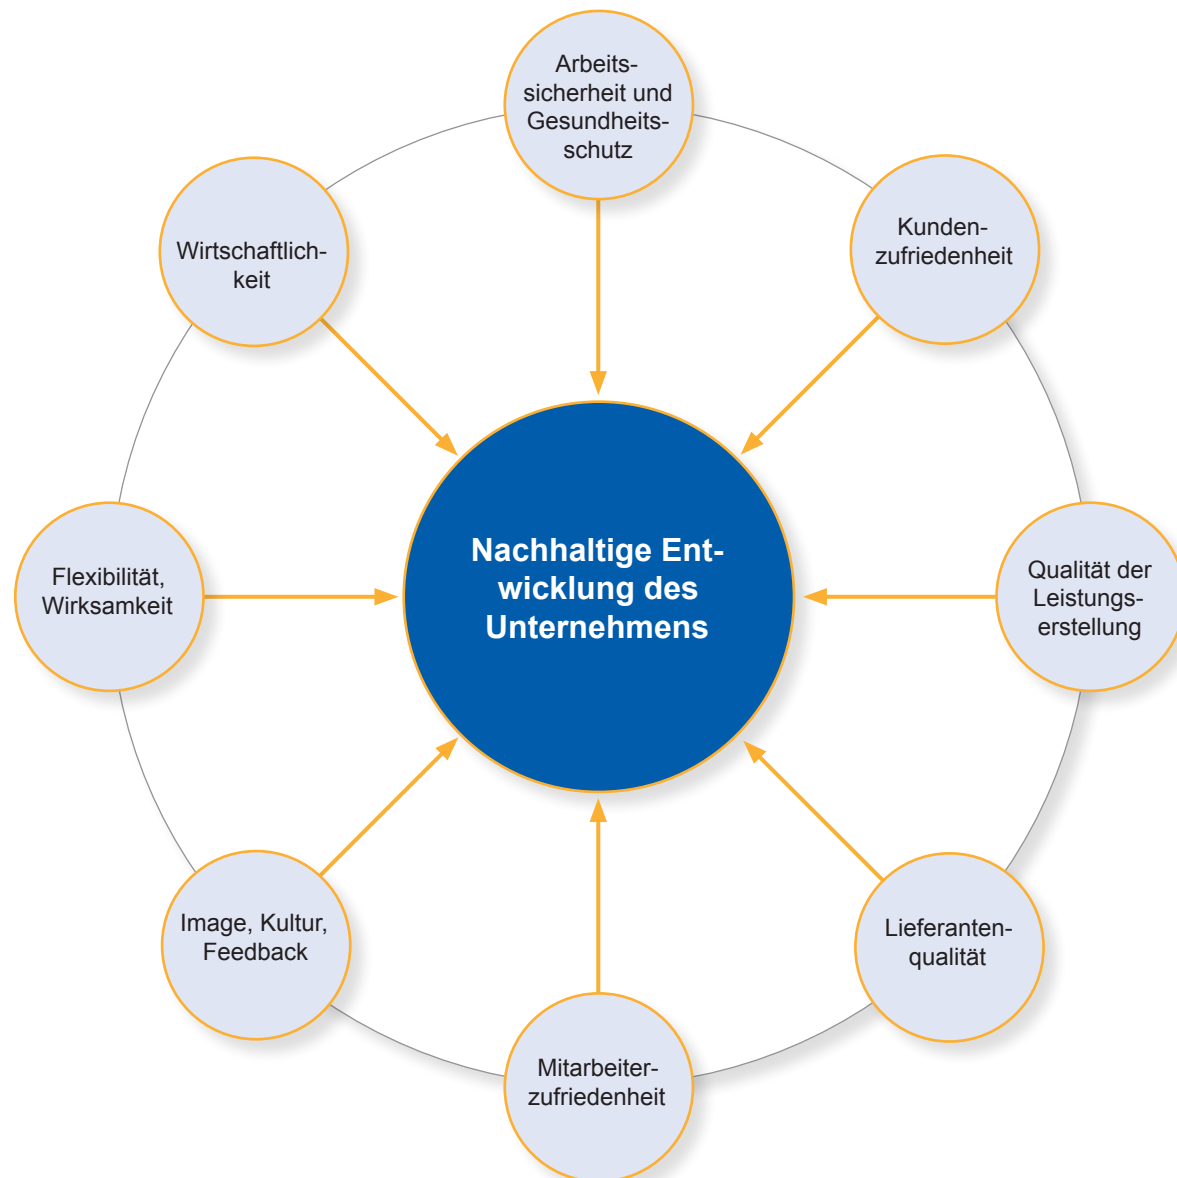 Arbeits-
sicherheit und
Gesundheits-
schutz
Kunden-
zufriedenheit
Wirtschaftlich-
keit
Nachhaltige Ent-
wicklung des
Unternehmens
Flexibilität,
Wirksamkeit
Qualität der
Leistungs-
erstellung
Image, Kultur,
Feedback
Lieferanten-
qualität
Mitarbeiter-
zufriedenheit